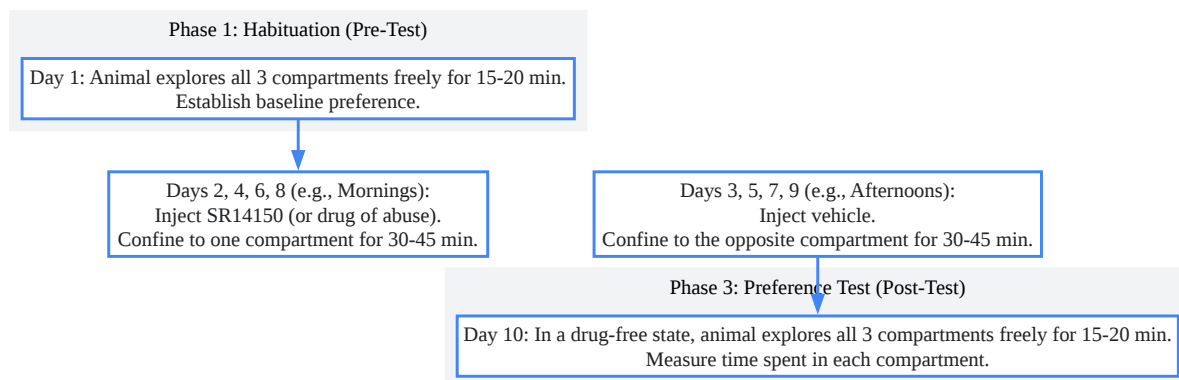 Phase 1: Habituation (Pre-Test)
Day 1: Animal explores all 3 compartments freely for 15-20 min.
Establish baseline preference.
Days 2, 4, 6, 8 (e.g., Mornings):
Inject SR14150 (or drug of abuse).
Confine to one compartment for 30-45 min.
Days 3, 5, 7, 9 (e.g., Afternoons):
Inject vehicle.
Confine to the opposite compartment for 30-45 min.
Phase 3: Preference Test (Post-Test)
Day 10: In a drug-free state, animal explores all 3 compartments freely for 15-20 min.
Measure time spent in each compartment.